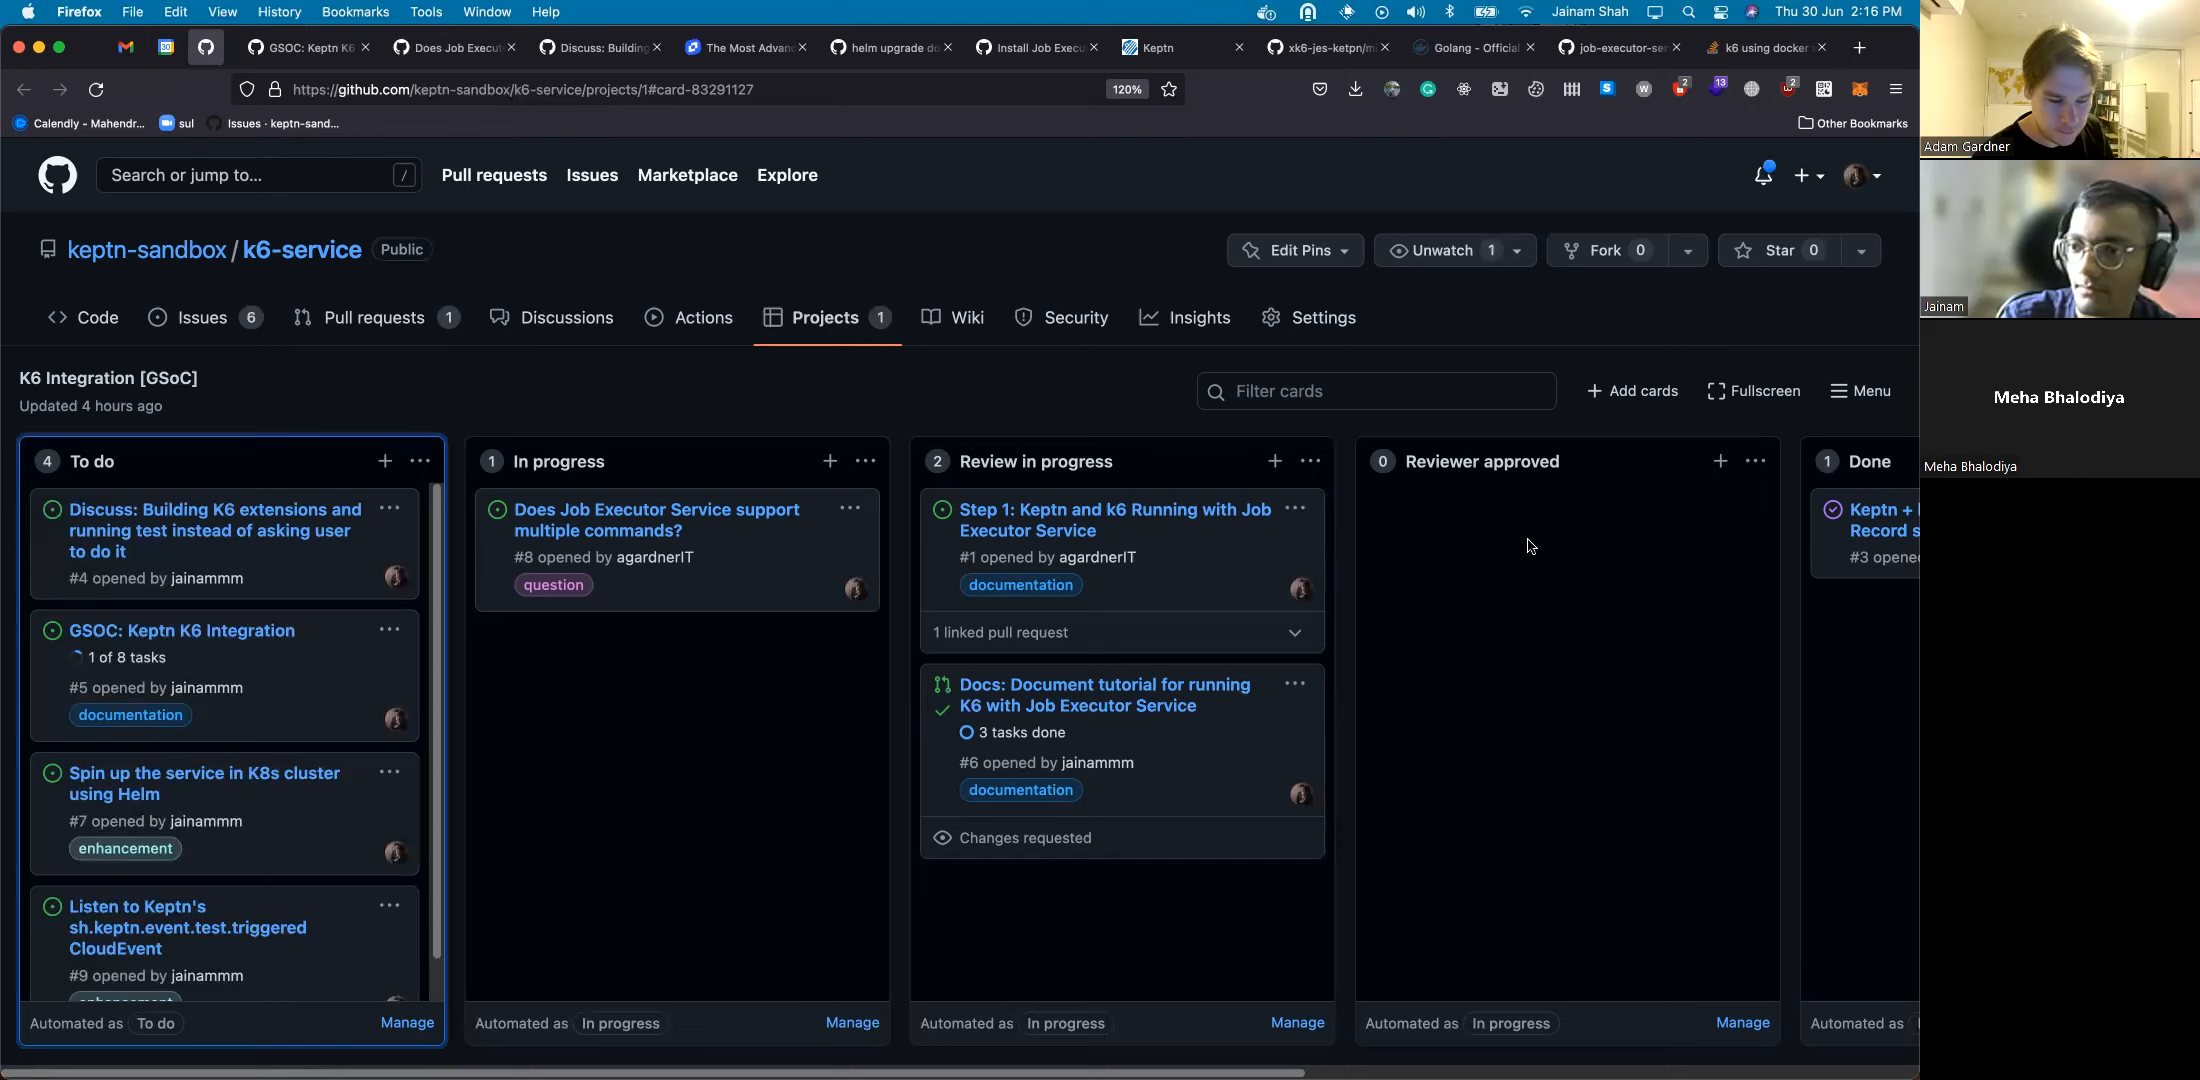 Firefox File Edit View History Bookmarks Tools Window Help
Jainam Shah Thu 30 Jun 2:16 PM
GSOC: Keptn K6
Does Job Execut
Discuss: Building
The Most Advanc
helm upgrade do
Install Job Execu
Keptn
xk6-jes-ketpn/m
Golang - Official
job-executor-ser
k6 using docker
https://github.com/keptn-sandbox/k6-service/projects/1#card-83291127
120%
2
13
2
Calendly - Mahendr...
sul
Issues · keptn-sand...
Other Bookmarks
Search or jump to... /
Pull requests Issues Marketplace Explore
keptn-sandbox / k6-service Public
Edit Pins
Unwatch 1
Fork 0
Star 0
Code
Issues 6
Pull requests 1
Discussions
Actions
Projects 1
Wiki
Security
Insights
Settings
K6 Integration [GSoC]
Updated 4 hours ago
Filter cards
Add cards
Fullscreen
Menu
4 To do
Discuss: Building K6 extensions and
running test instead of asking user
to do it
#4 opened by jainammm
GSOC: Keptn K6 Integration
1 of 8 tasks
#5 opened by jainammm
documentation
Spin up the service in K8s cluster
using Helm
#7 opened by jainammm
enhancement
Listen to Keptn's
sh.keptn.event.test.triggered
CloudEvent
#9 opened by jainammm
enhancement
Automated as To do Manage
1 In progress
Does Job Executor Service support
multiple commands?
#8 opened by agardnerIT
question
Automated as In progress Manage
2 Review in progress
Step 1: Keptn and k6 Running with Job
Executor Service
#1 opened by agardnerIT
documentation
1 linked pull request
Docs: Document tutorial for running
K6 with Job Executor Service
3 tasks done
#6 opened by jainammm
documentation
Changes requested
Automated as In progress Manage
0 Reviewer approved
Automated as In progress Manage
1 Done
Keptn +
Record s
#3 opene
Automated as
Adam Gardner
Jainam
Meha Bhalodiya
Meha Bhalodiya